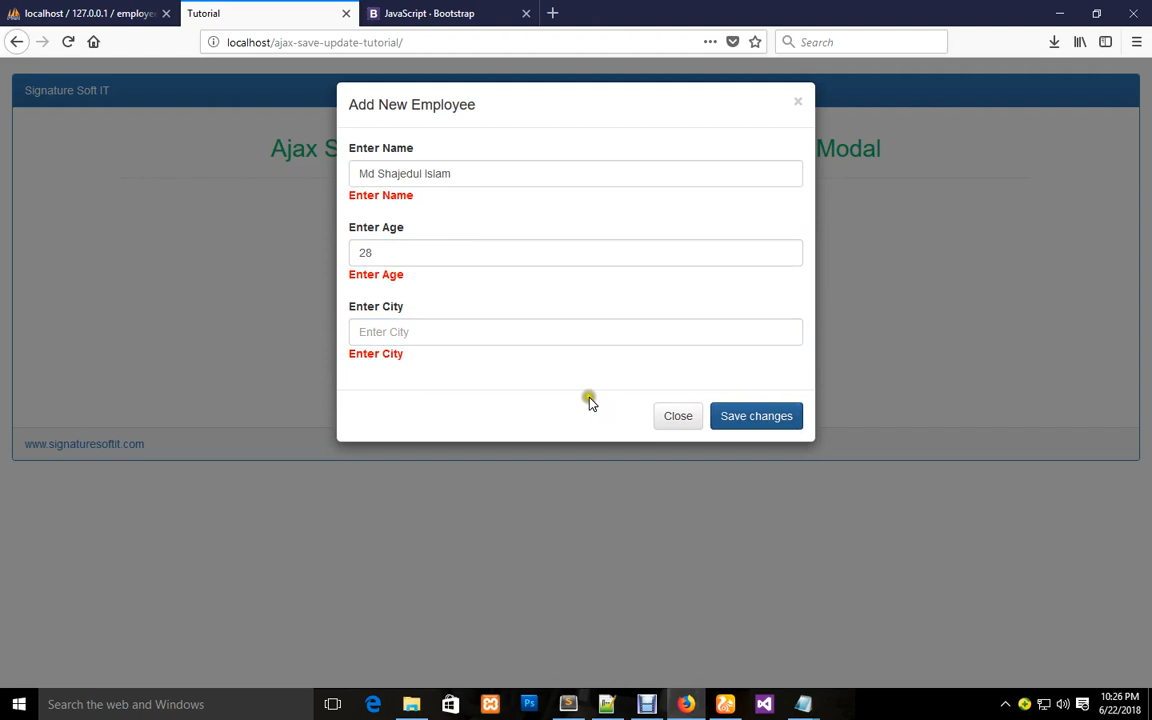 localhost / 127.0.0.1 / employe
Tutorial
JavaScript · Bootstrap
localhost/ajax-save-update-tutorial/
Search
Signature Soft IT
Ajax S
Modal
Add New Employee
×
Enter Name
Md Shajedul Islam
Enter Name
Enter Age
28
Enter Age
Enter City
Enter City
Enter City
Close
Save changes
www.signaturesoftit.com
Search the web and Windows
10:26 PM
6/22/2018